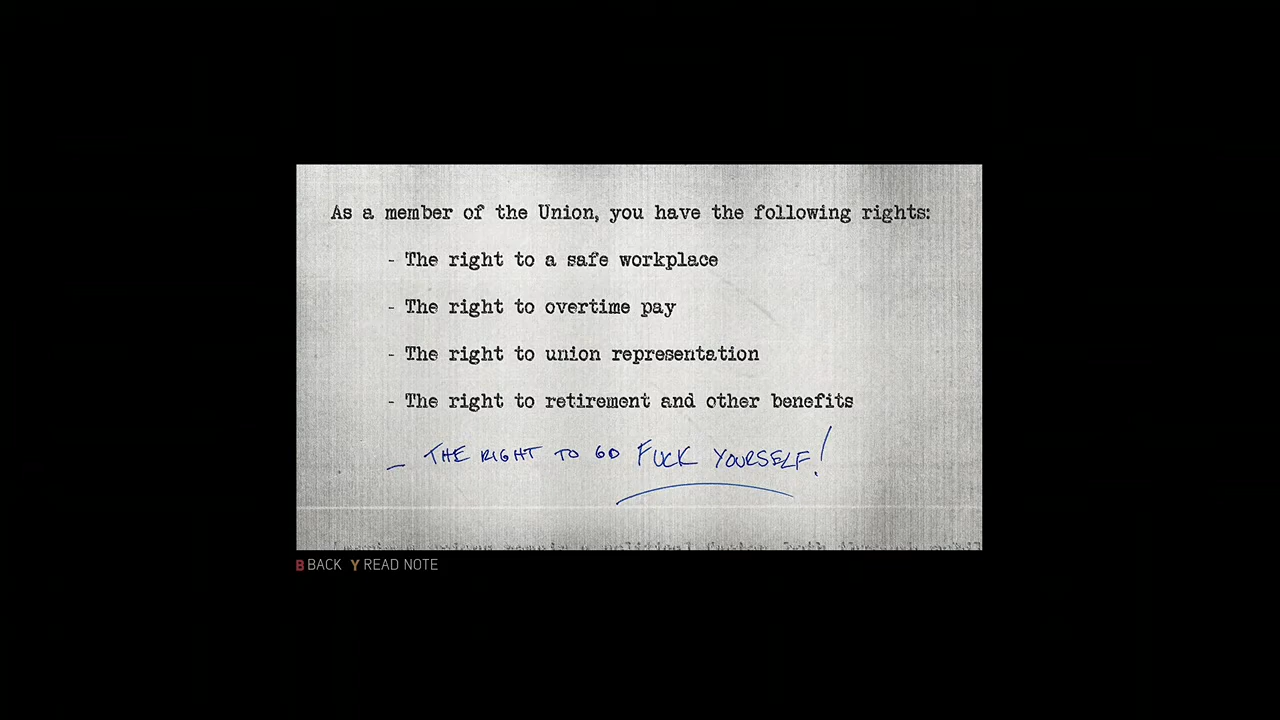 As a member of the Union, you have the following rights:
- The right to a safe workplace
- The right to overtime pay
- The right to union representation
- The right to retirement and other benefits
- THE RIGHT TO GO FUCK YOURSELF!
B BACK Y READ NOTE